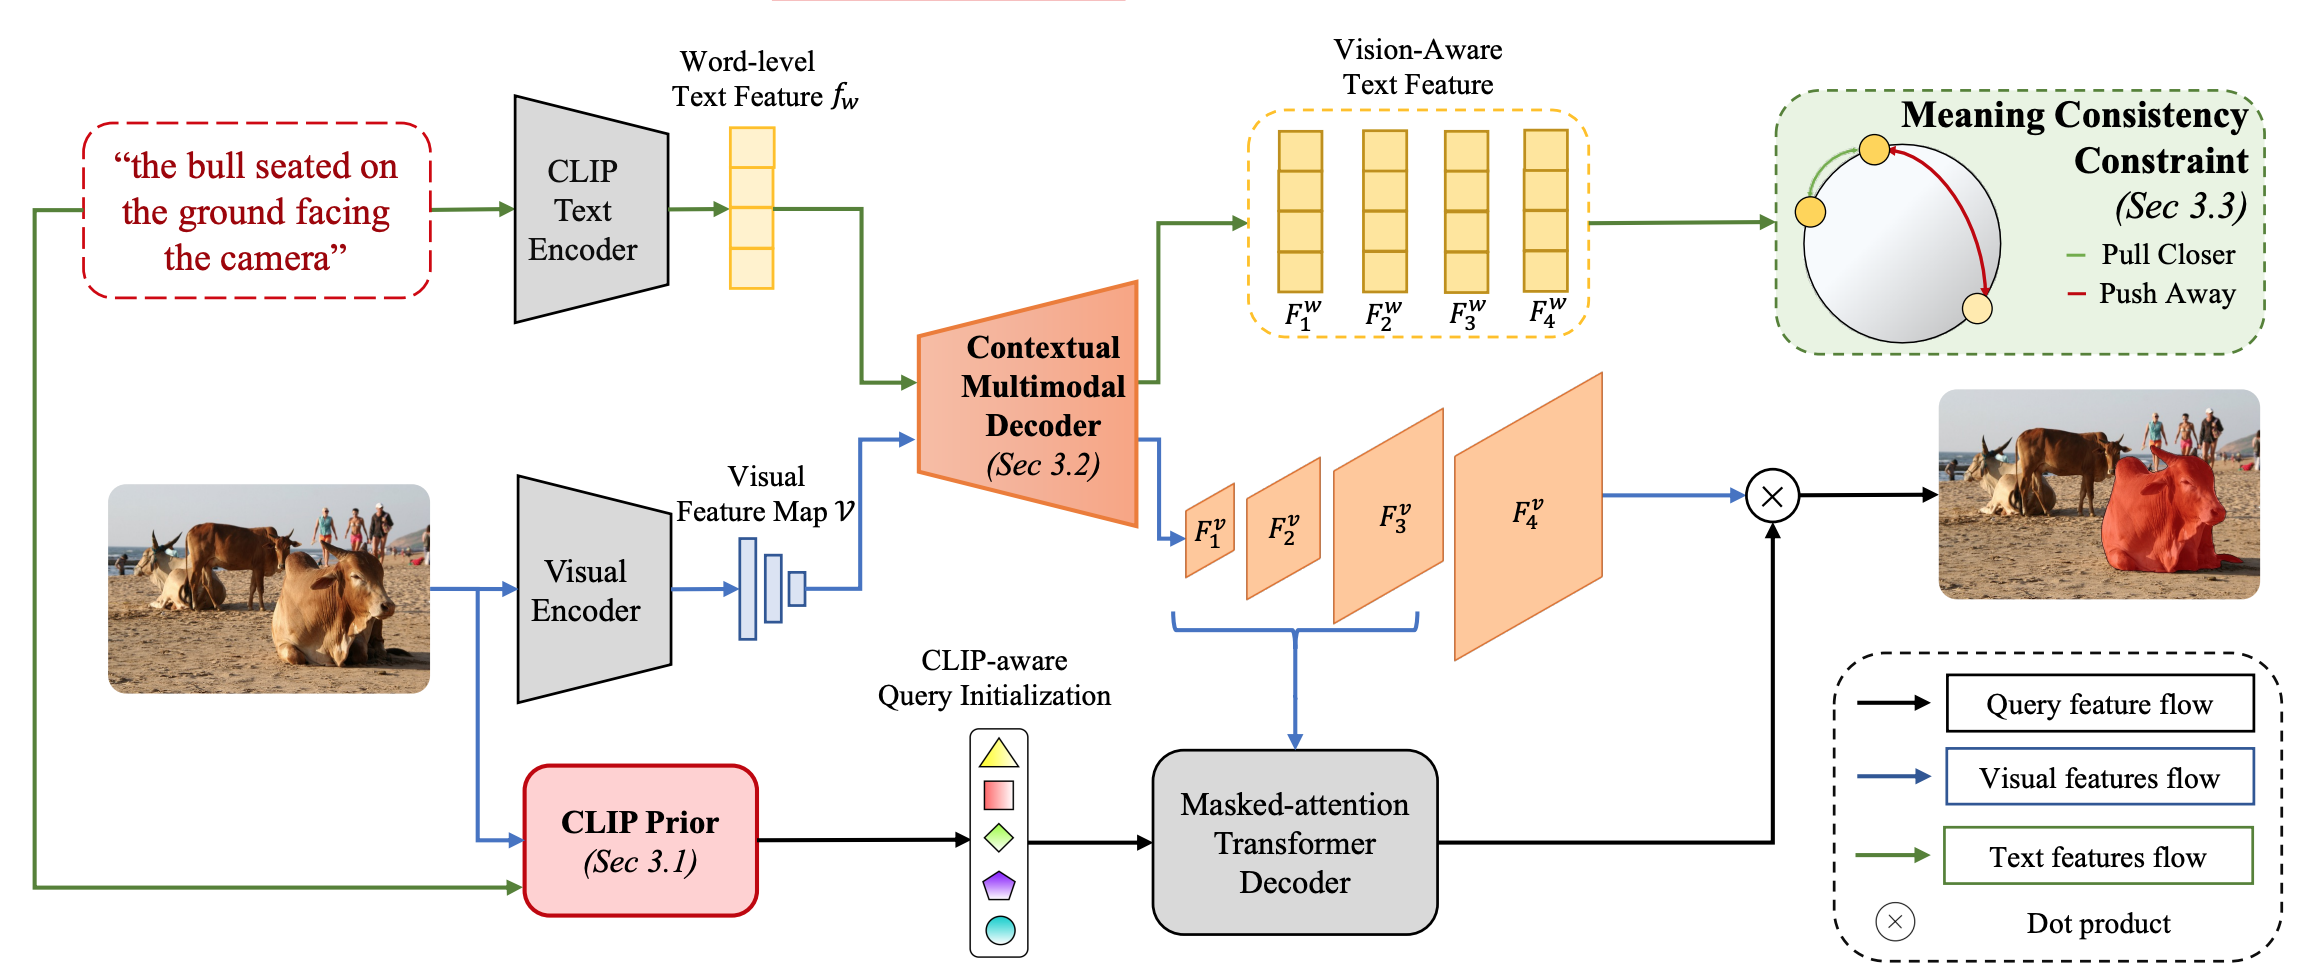 Word-level
Text Feature f_w
Vision-Aware
Text Feature
Meaning Consistency
Constraint
(Sec 3.3)
Pull Closer
Push Away
“the bull seated on
the ground facing
the camera”
CLIP
Text
Encoder
F_1^w
F_2^w
F_3^w
F_4^w
Contextual
Multimodal
Decoder
(Sec 3.2)
Visual
Feature Map 𝒱
Visual
Encoder
F_1^v
F_2^v
F_3^v
F_4^v
CLIP-aware
Query Initialization
CLIP Prior
(Sec 3.1)
Masked-attention
Transformer
Decoder
Query feature flow
Visual features flow
Text features flow
Dot product